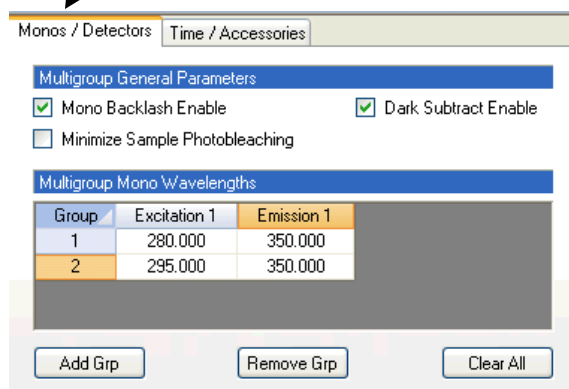 Monos / Detectors Time / Accessories
Multigroup General Parameters
Mono Backlash Enable Dark Subtract Enable
Minimize Sample Photobleaching
Multigroup Mono Wavelengths
Group Excitation 1 Emission 1
1 280.000 350.000
2 295.000 350.000
Add Grp Remove Grp Clear All